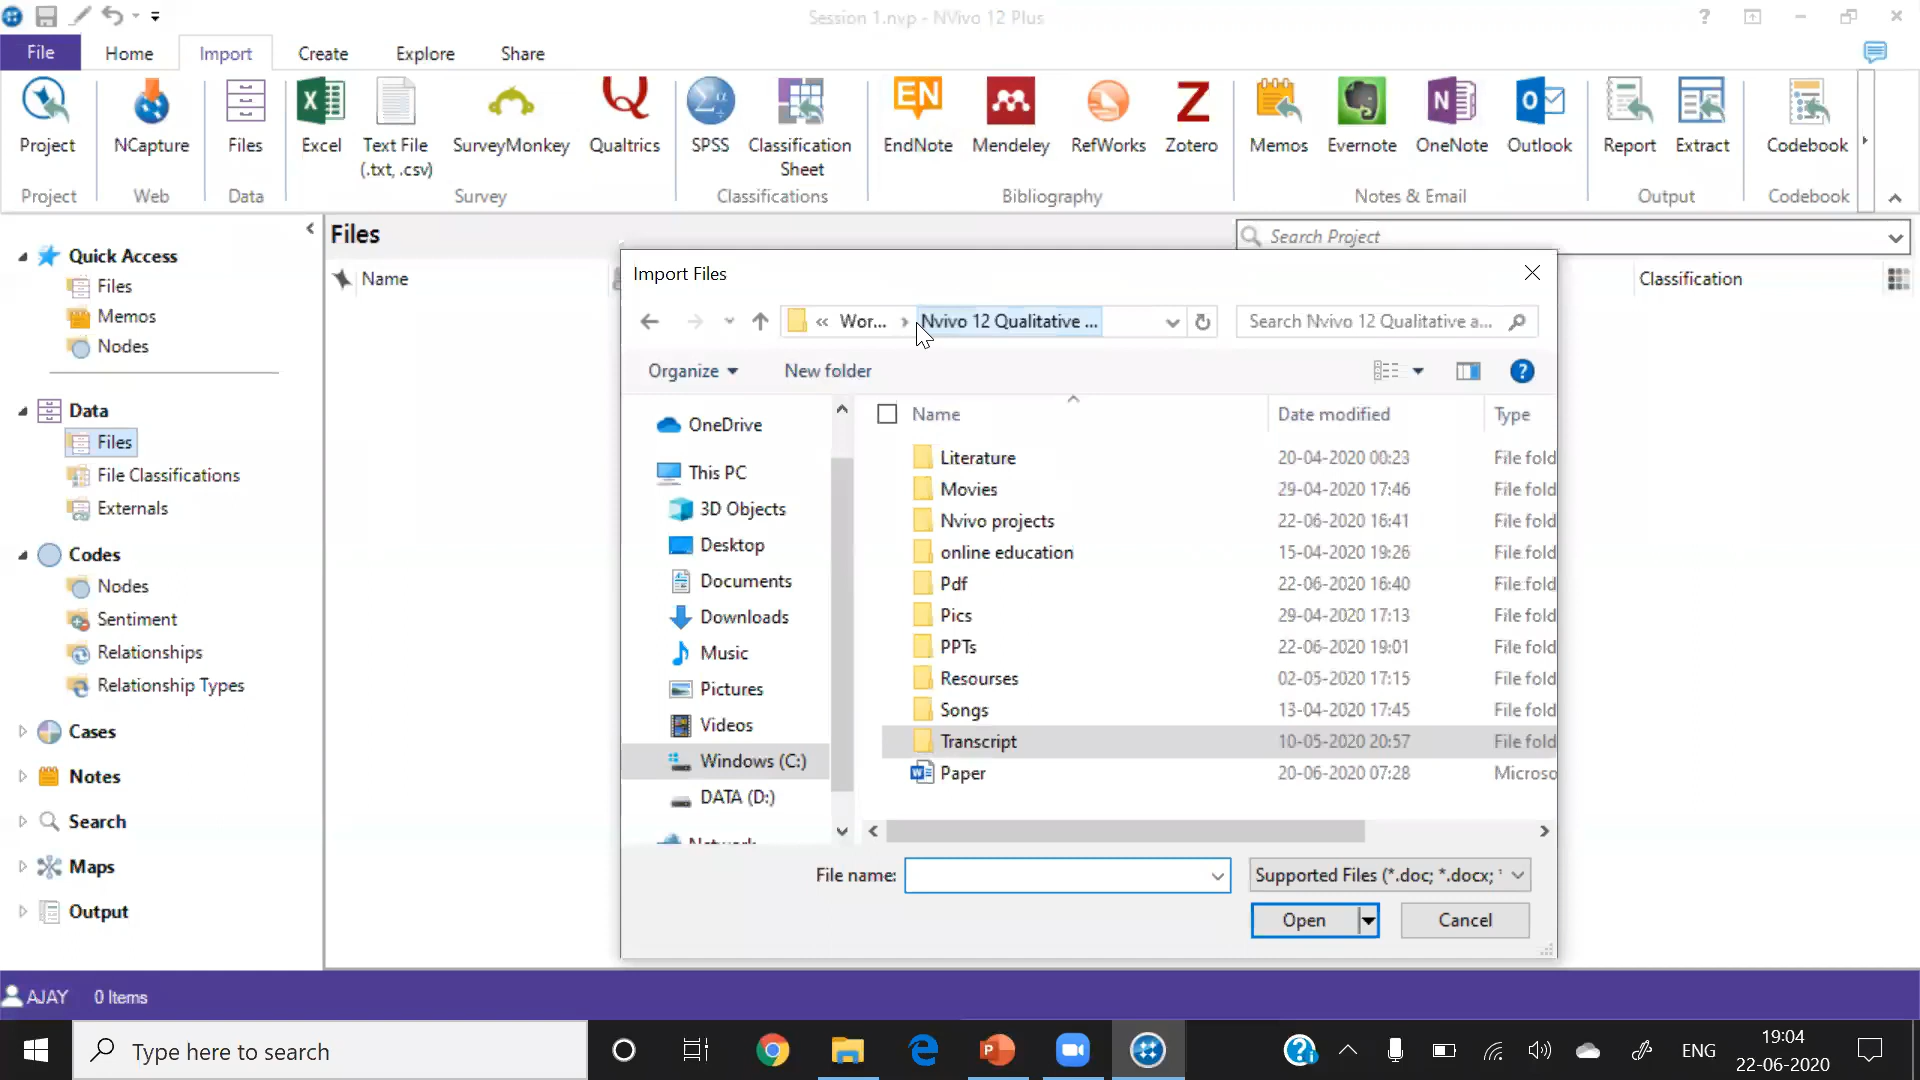 Session 1.nvp - NVivo 12 Plus
File
Home
Import
Create
Explore
Share
Project
NCapture
Files
Excel
Text File
(.txt, .csv)
SurveyMonkey
Qualtrics
SPSS
Classification
Sheet
EndNote
Mendeley
RefWorks
Zotero
Memos
Evernote
OneNote
Outlook
Report
Extract
Codebook
Project
Web
Data
Survey
Classifications
Bibliography
Notes & Email
Output
Codebook
Quick Access
Files
Memos
Nodes
Data
Files
File Classifications
Externals
Codes
Nodes
Sentiment
Relationships
Relationship Types
Cases
Notes
Search
Maps
Output
Files
Search Project
Name
Classification
Import Files
« Wor... › Nvivo 12 Qualitative ...
Search Nvivo 12 Qualitative a...
Organize
New folder
OneDrive
This PC
3D Objects
Desktop
Documents
Downloads
Music
Pictures
Videos
Windows (C:)
DATA (D:)
Network
Name Date modified Type
Literature 20-04-2020 00:23 File fold
Movies 29-04-2020 17:46 File fold
Nvivo projects 22-06-2020 16:41 File fold
online education 15-04-2020 19:26 File fold
Pdf 22-06-2020 16:40 File fold
Pics 29-04-2020 17:13 File fold
PPTs 22-06-2020 19:01 File fold
Resourses 02-05-2020 17:15 File fold
Songs 13-04-2020 17:45 File fold
Transcript 10-05-2020 20:57 File fold
Paper 20-06-2020 07:28 Microso
File name:
Supported Files (*.doc; *.docx; *
Open
Cancel
AJAY 0 Items
Type here to search
ENG
19:04
22-06-2020